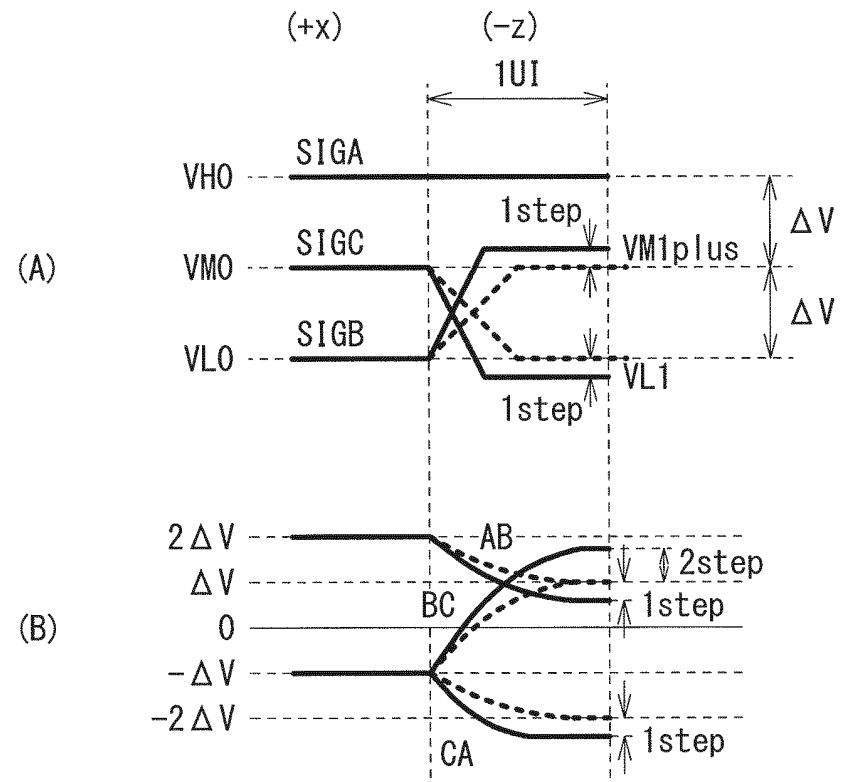 (+x) (-z)
1UI
SIGA
VH0
1step
ΔV
SIGC
VM1plus
(A) VM0
ΔV
SIGB
VL0
VL1
1step
2ΔV
AB
2step
ΔV
BC
1step
(B) 0
-ΔV
-2ΔV
1step
CA